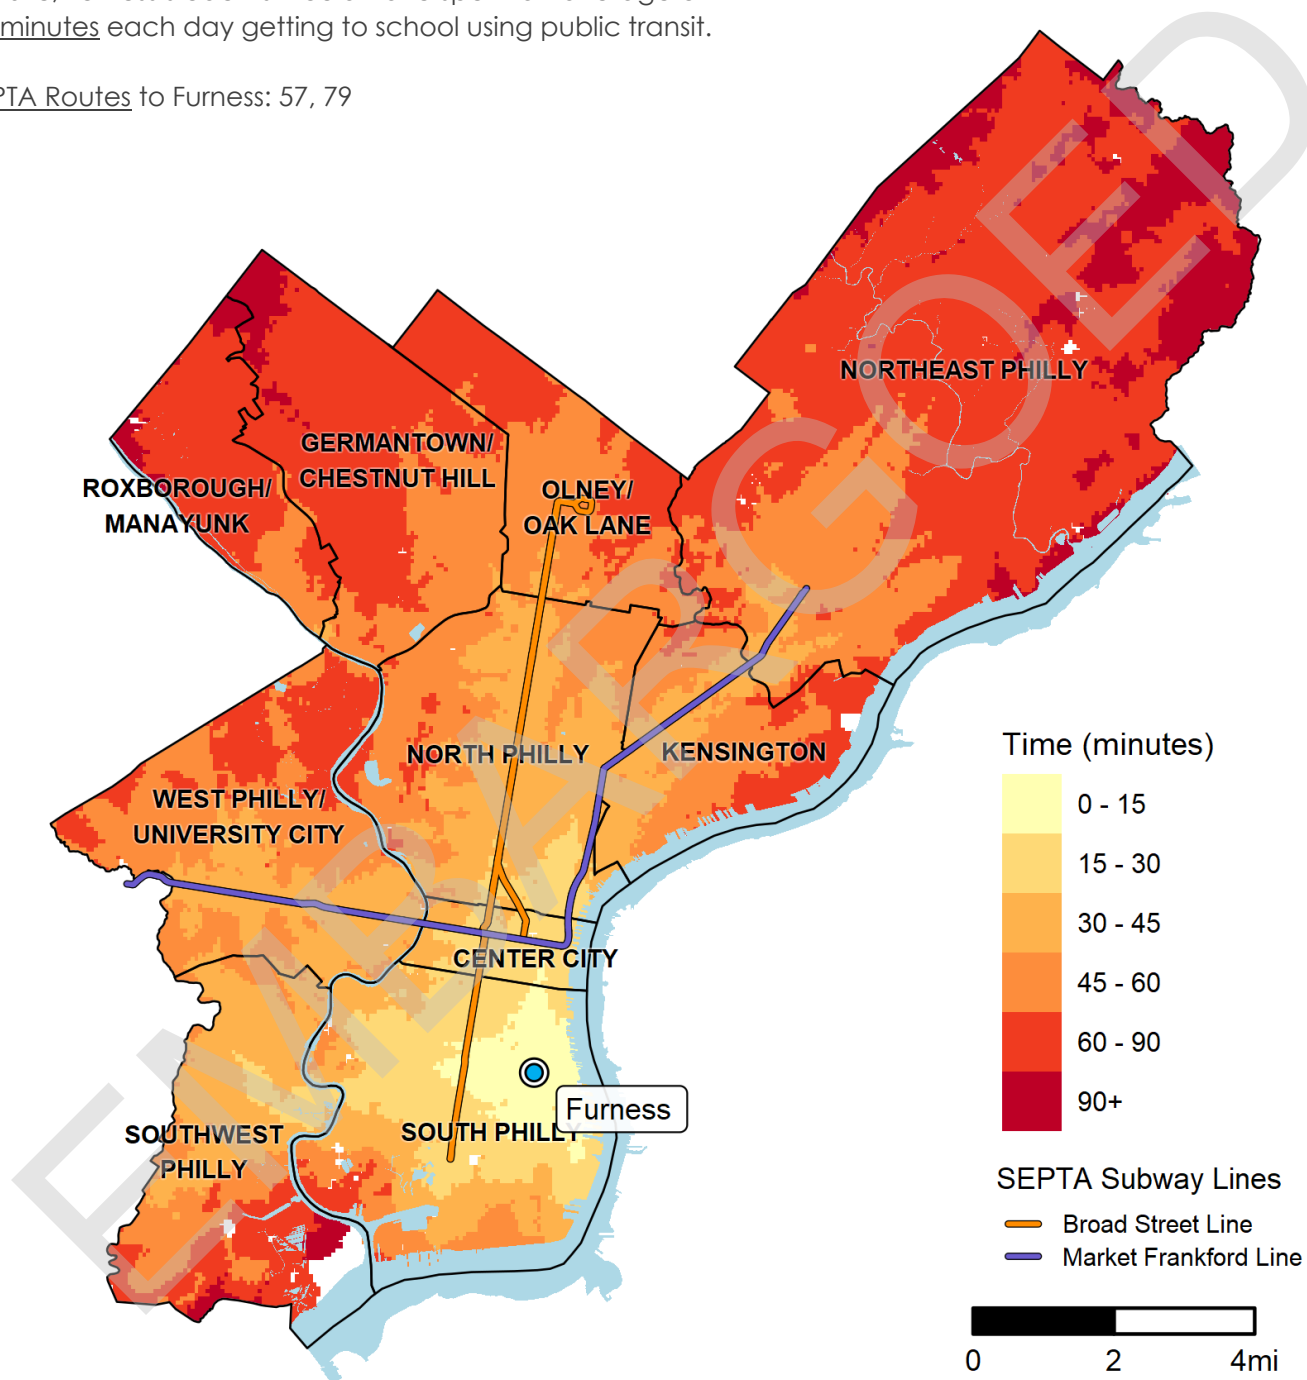 minutes each day getting to school using public transit.
PTA Routes to Furness: 57, 79
NORTHEAST PHILLY
GERMANTOWN/
CHESTNUT HILL
ROXBOROUGH/
MANAYUNK
OLNEY/
OAK LANE
NORTH PHILLY
KENSINGTON
WEST PHILLY/
UNIVERSITY CITY
CENTER CITY
Furness
SOUTH PHILLY
SOUTHWEST
PHILLY
Time (minutes)
0 - 15
15 - 30
30 - 45
45 - 60
60 - 90
90+
SEPTA Subway Lines
Broad Street Line
Market Frankford Line
0 2 4mi
EMBARGOED